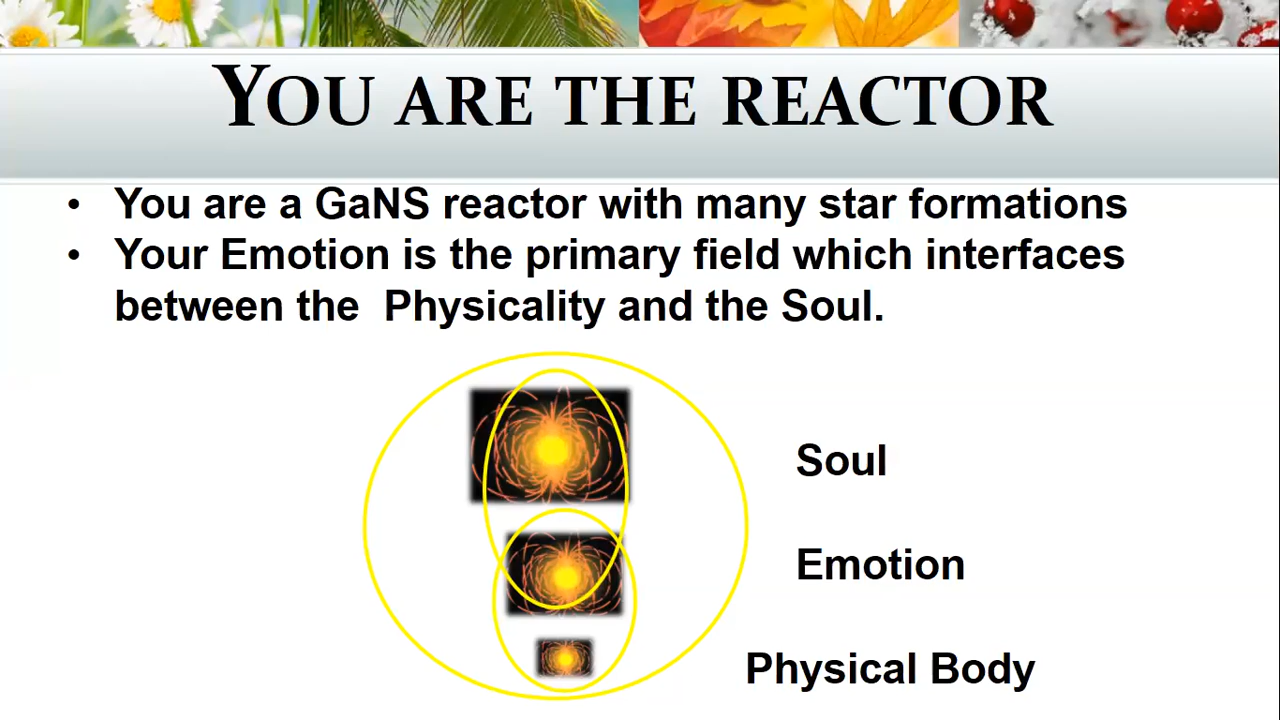 YOU ARE THE REACTOR
• You are a GaNS reactor with many star formations
• Your Emotion is the primary field which interfaces
between the  Physicality and the Soul.
Soul
Emotion
Physical Body